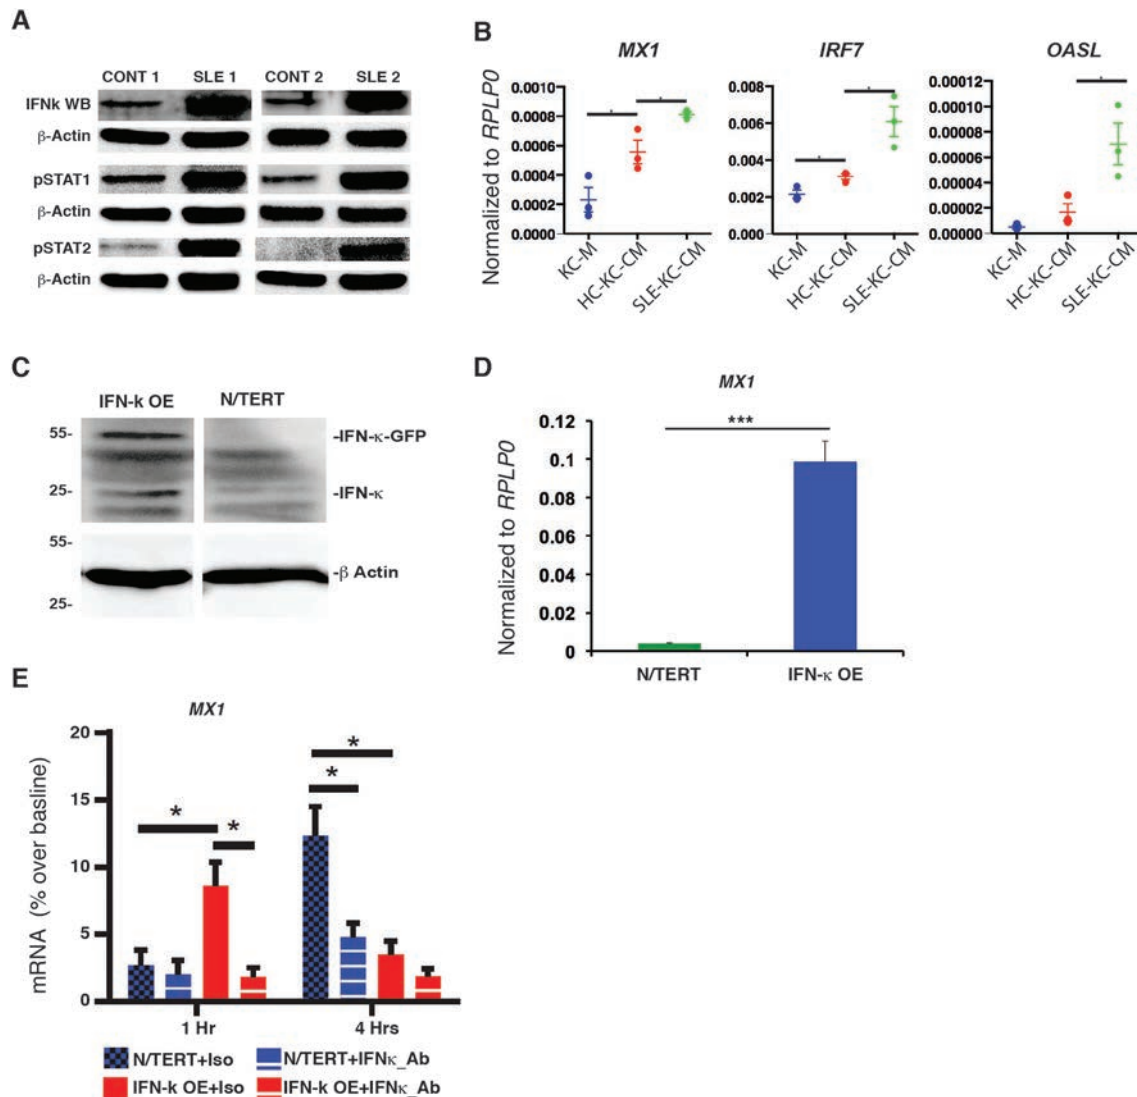 A
CONT 1 SLE 1 CONT 2 SLE 2
IFNk WB
β-Actin
pSTAT1
β-Actin
pSTAT2
β-Actin
B
MX1 IRF7 OASL
Normalized to RPLP0
0.0010
0.0008
0.0006
0.0004
0.0002
0.0000
KC-M
HC-KC-CM
SLE-KC-CM
0.008
0.006
0.004
0.002
0.000
KC-M
HC-KC-CM
SLE-KC-CM
0.00012
0.00010
0.00008
0.00006
0.00004
0.00002
0.00000
KC-M
HC-KC-CM
SLE-KC-CM
C
IFN-k OE N/TERT
55- -IFN-κ-GFP
25- -IFN-κ
55-
-β Actin
25-
D
MX1
***
Normalized to RPLP0
0.12
0.1
0.08
0.06
0.04
0.02
0
N/TERT IFN-κ OE
E
MX1
mRNA (% over basline)
20
15
10
5
0
* * * *
1 Hr 4 Hrs
N/TERT+Iso N/TERT+IFNκ_Ab
IFN-k OE+Iso IFN-k OE+IFNκ_Ab